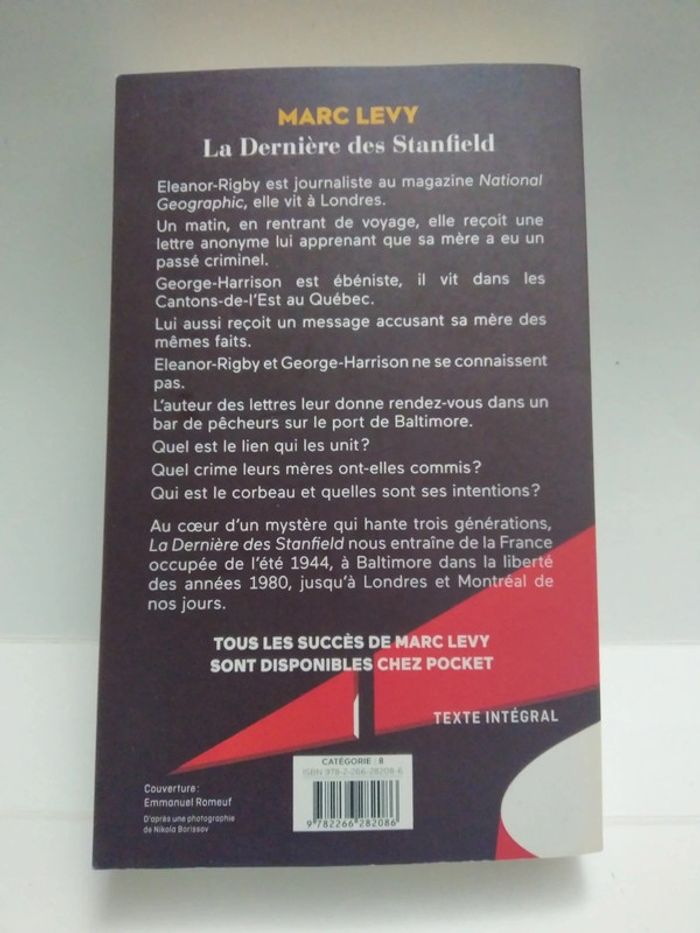 MARC LEVY
La Dernière des Stanfield
Eleanor-Rigby est journaliste au magazine National
Geographic, elle vit à Londres.
Un matin, en rentrant de voyage, elle reçoit une
lettre anonyme lui apprenant que sa mère a eu un
passé criminel.
George-Harrison est ébéniste, il vit dans les
Cantons-de-l'Est au Québec.
Lui aussi reçoit un message accusant sa mère des
mêmes faits.
Eleanor-Rigby et George-Harrison ne se connaissent
pas.
L'auteur des lettres leur donne rendez-vous dans un
bar de pêcheurs sur le port de Baltimore.
Quel est le lien qui les unit ?
Quel crime leurs mères ont-elles commis ?
Qui est le corbeau et quelles sont ses intentions ?
Au cœur d'un mystère qui hante trois générations,
La Dernière des Stanfield nous entraîne de la France
occupée de l'été 1944, à Baltimore dans la liberté
des années 1980, jusqu'à Londres et Montréal de
nos jours.
TOUS LES SUCCÈS DE MARC LEVY
SONT DISPONIBLES CHEZ POCKET
TEXTE INTÉGRAL
CATÉGORIE : 8
ISBN 978-2-266-28208-6
9 782266 282086
Couverture :
Emmanuel Romeuf
D'après une photographie
de Nikola Borissov